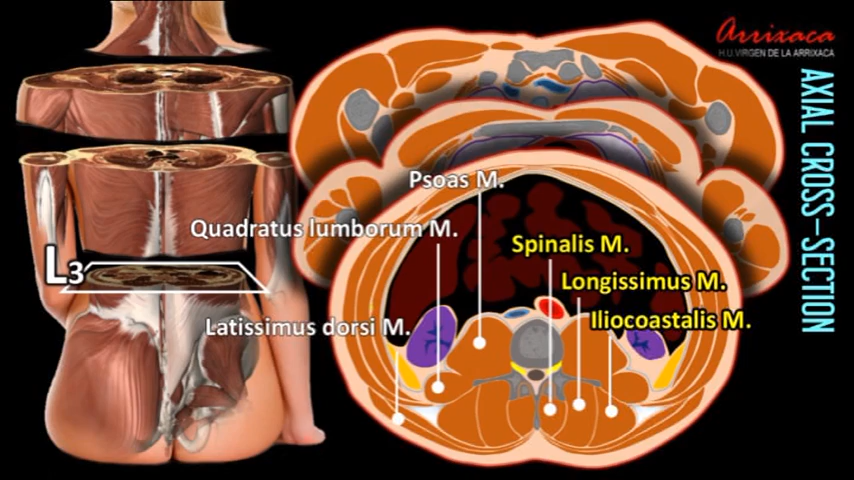 Arrixaca
H.U. VIRGEN DE LA ARRIXACA
AXIAL CROSS-SECTION
Psoas M.
Quadratus lumborum M.
Spinalis M.
L3
Longissimus M.
Latissimus dorsi M.
Iliocoastalis M.